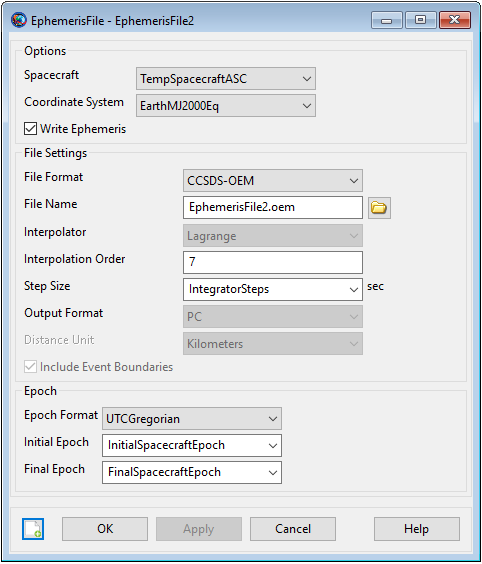 EphemerisFile - EphemerisFile2
Options
Spacecraft TempSpacecraftASC
Coordinate System EarthMJ2000Eq
Write Ephemeris
File Settings
File Format CCSDS-OEM
File Name EphemerisFile2.oem
Interpolator Lagrange
Interpolation Order 7
Step Size IntegratorSteps sec
Output Format PC
Distance Unit Kilometers
Include Event Boundaries
Epoch
Epoch Format UTCGregorian
Initial Epoch InitialSpacecraftEpoch
Final Epoch FinalSpacecraftEpoch
OK Apply Cancel Help